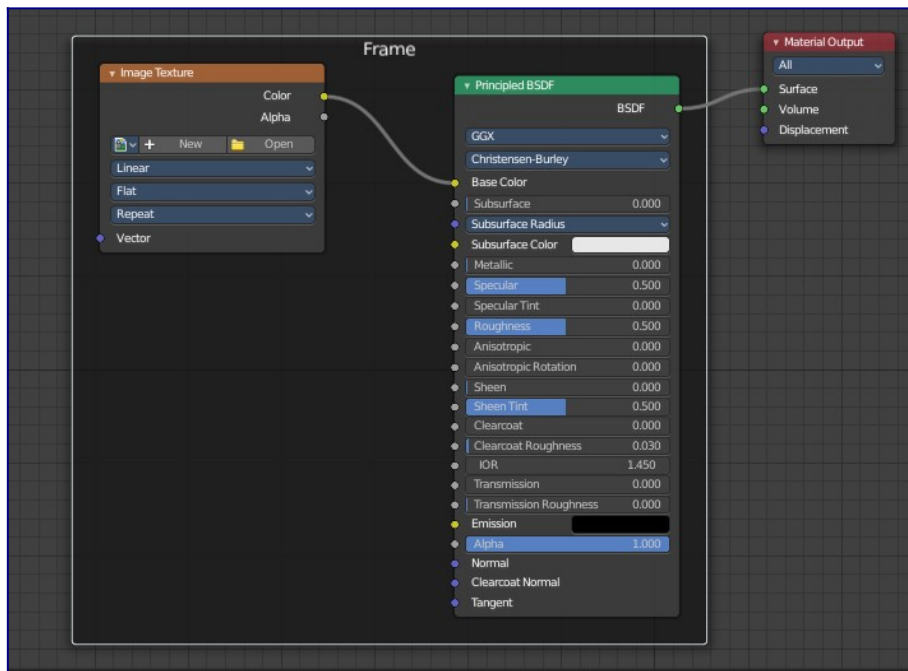 Frame
Image Texture
Color
Alpha
New Open
Linear
Flat
Repeat
Vector
Principled BSDF
BSDF
GGX
Christensen-Burley
Base Color
Subsurface 0.000
Subsurface Radius
Subsurface Color
Metallic 0.000
Specular 0.500
Specular Tint 0.000
Roughness 0.500
Anisotropic 0.000
Anisotropic Rotation 0.000
Sheen 0.000
Sheen Tint 0.500
Clearcoat 0.000
Clearcoat Roughness 0.030
IOR 1.450
Transmission 0.000
Transmission Roughness 0.000
Emission
Alpha 1.000
Normal
Clearcoat Normal
Tangent
Material Output
All
Surface
Volume
Displacement